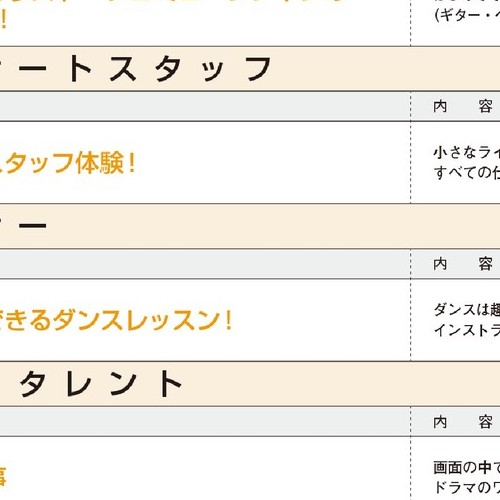 ！
(ギター・
ートスタッフ
内 容
スタッフ体験！
小さなライ
すべての仕
ー
内 容
できるダンスレッスン！
ダンスは超
インストラ
タレント
内 容
事
画面の中で
ドラマのワ